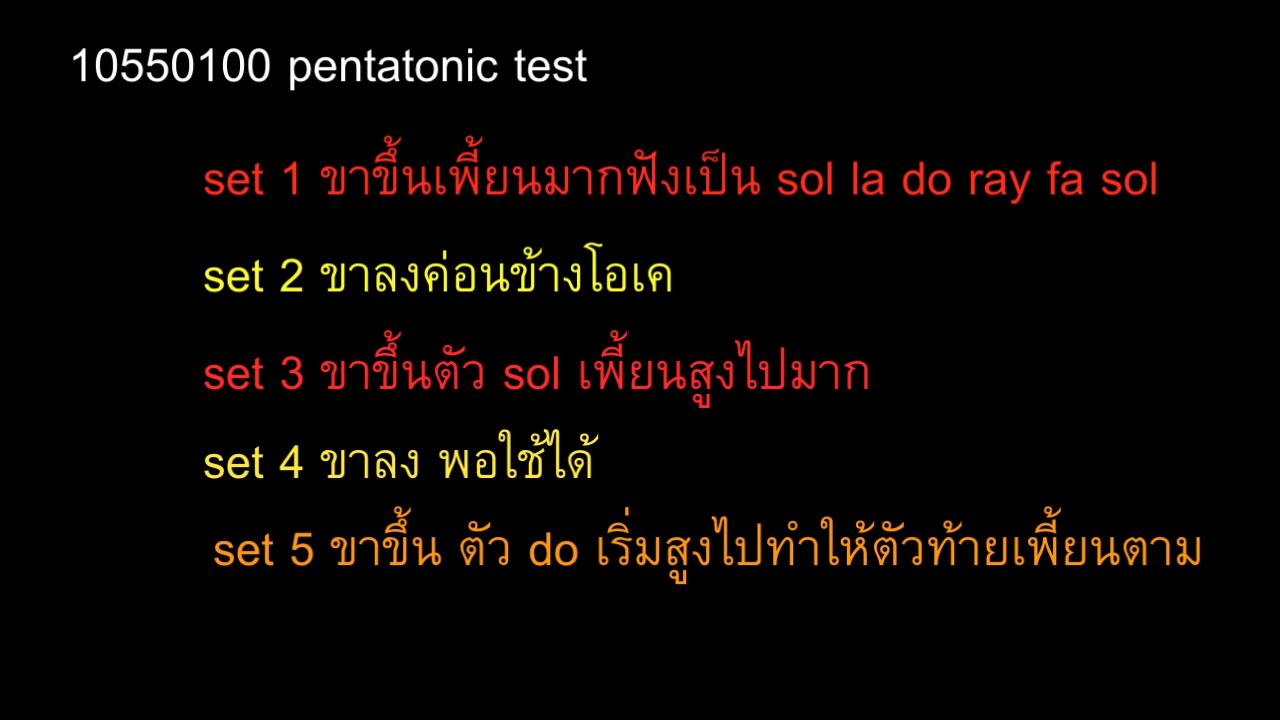 10550100 pentatonic test
set 1 ขาขึ้นเพี้ยนมากฟังเป็น sol la do ray fa sol
set 2 ขาลงค่อนข้างโอเค
set 3 ขาขึ้นตัว sol เพี้ยนสูงไปมาก
set 4 ขาลง พอใช้ได้
set 5 ขาขึ้น ตัว do เริ่มสูงไปทำให้ตัวท้ายเพี้ยนตาม